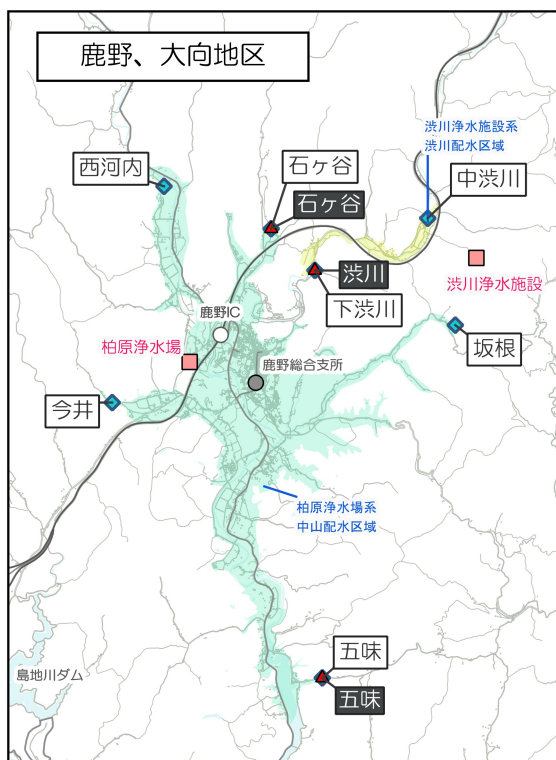 鹿野、大向地区
渋川浄水施設系
渋川配水区域
西河内
石ヶ谷
石ヶ谷
中渋川
渋川
渋川浄水施設
下渋川
鹿野IC
柏原浄水場
鹿野総合支所
坂根
今井
柏原浄水場系
中山配水区域
五味
島地川ダム
五味